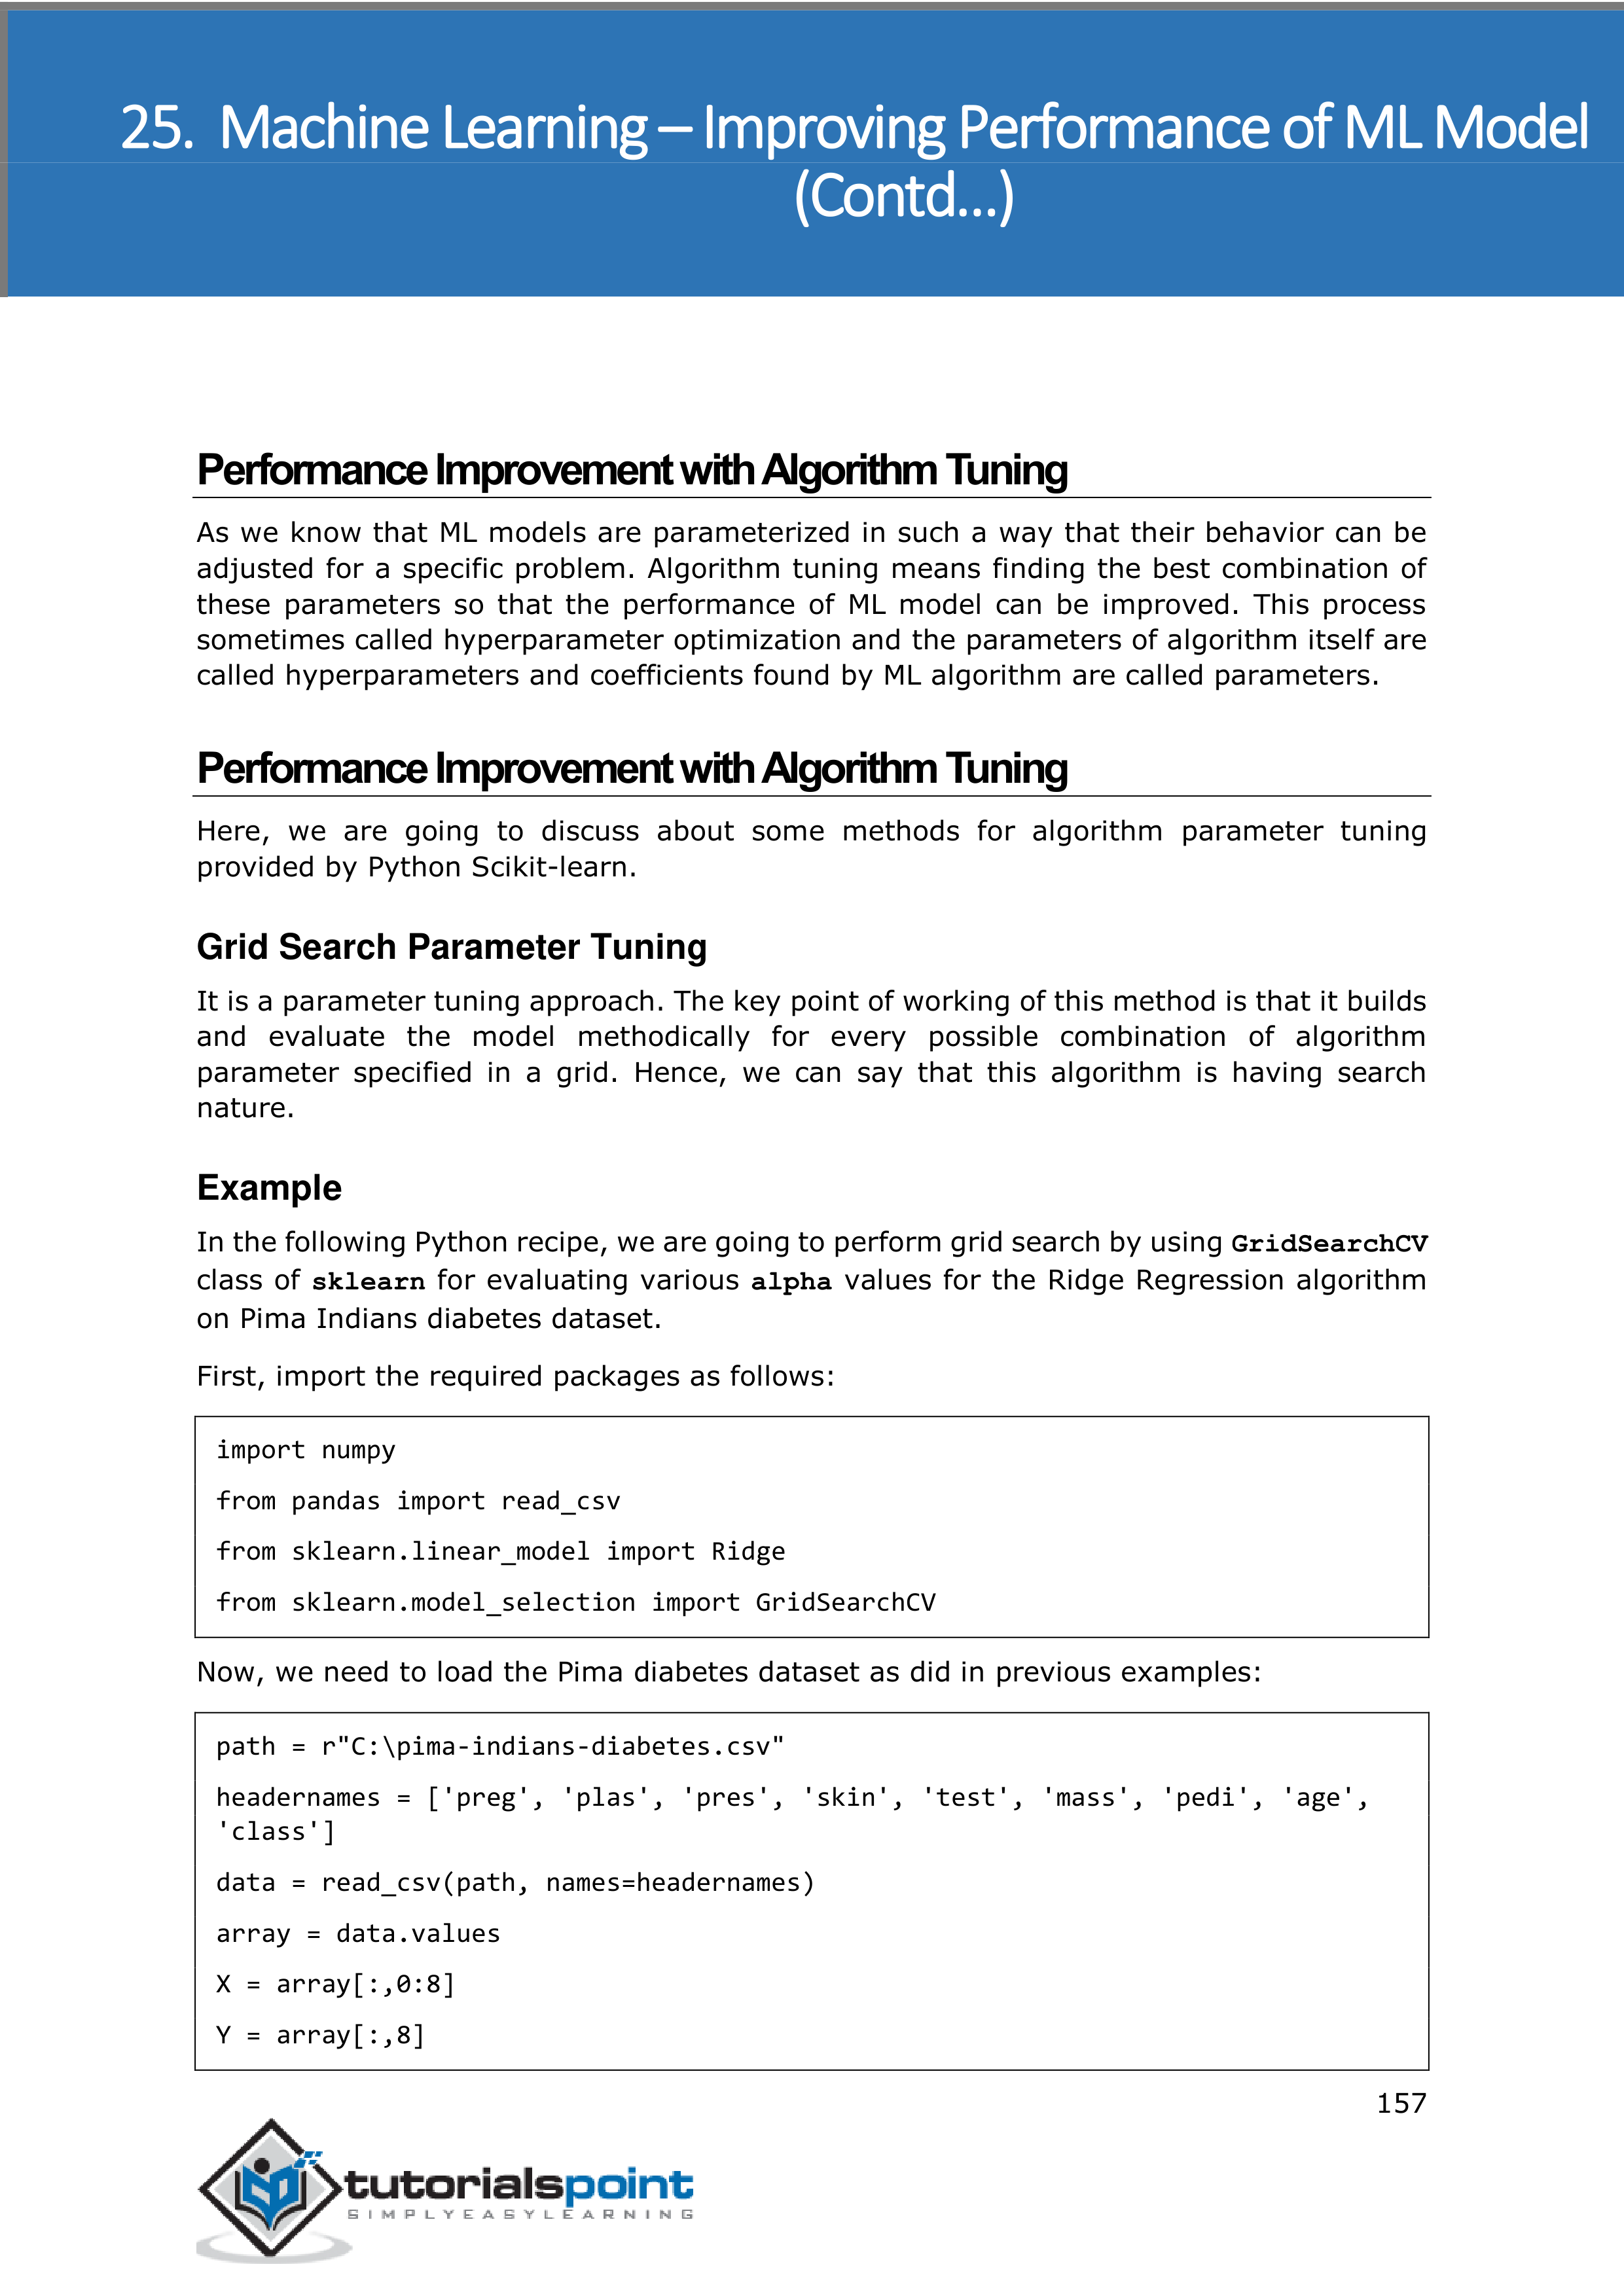 25. Machine Learning – Improving Performance of ML Model
(Contd…)
Performance Improvement with Algorithm Tuning
As we know that ML models are parameterized in such a way that their behavior can be
adjusted for a specific problem. Algorithm tuning means finding the best combination of
these parameters so that the performance of ML model can be improved. This process
sometimes called hyperparameter optimization and the parameters of algorithm itself are
called hyperparameters and coefficients found by ML algorithm are called parameters.
Performance Improvement with Algorithm Tuning
Here, we are going to discuss about some methods for algorithm parameter tuning
provided by Python Scikit-learn.
Grid Search Parameter Tuning
It is a parameter tuning approach. The key point of working of this method is that it builds
and evaluate the model methodically for every possible combination of algorithm
parameter specified in a grid. Hence, we can say that this algorithm is having search
nature.
Example
In the following Python recipe, we are going to perform grid search by using GridSearchCV
class of sklearn for evaluating various alpha values for the Ridge Regression algorithm
on Pima Indians diabetes dataset.
First, import the required packages as follows:
import numpy
from pandas import read_csv
from sklearn.linear_model import Ridge
from sklearn.model_selection import GridSearchCV
Now, we need to load the Pima diabetes dataset as did in previous examples:
path = r"C:\pima-indians-diabetes.csv"
headernames = ['preg', 'plas', 'pres', 'skin', 'test', 'mass', 'pedi', 'age',
'class']
data = read_csv(path, names=headernames)
array = data.values
X = array[:,0:8]
Y = array[:,8]
157
tutorialspoint
SIMPLYEASYLEARNING